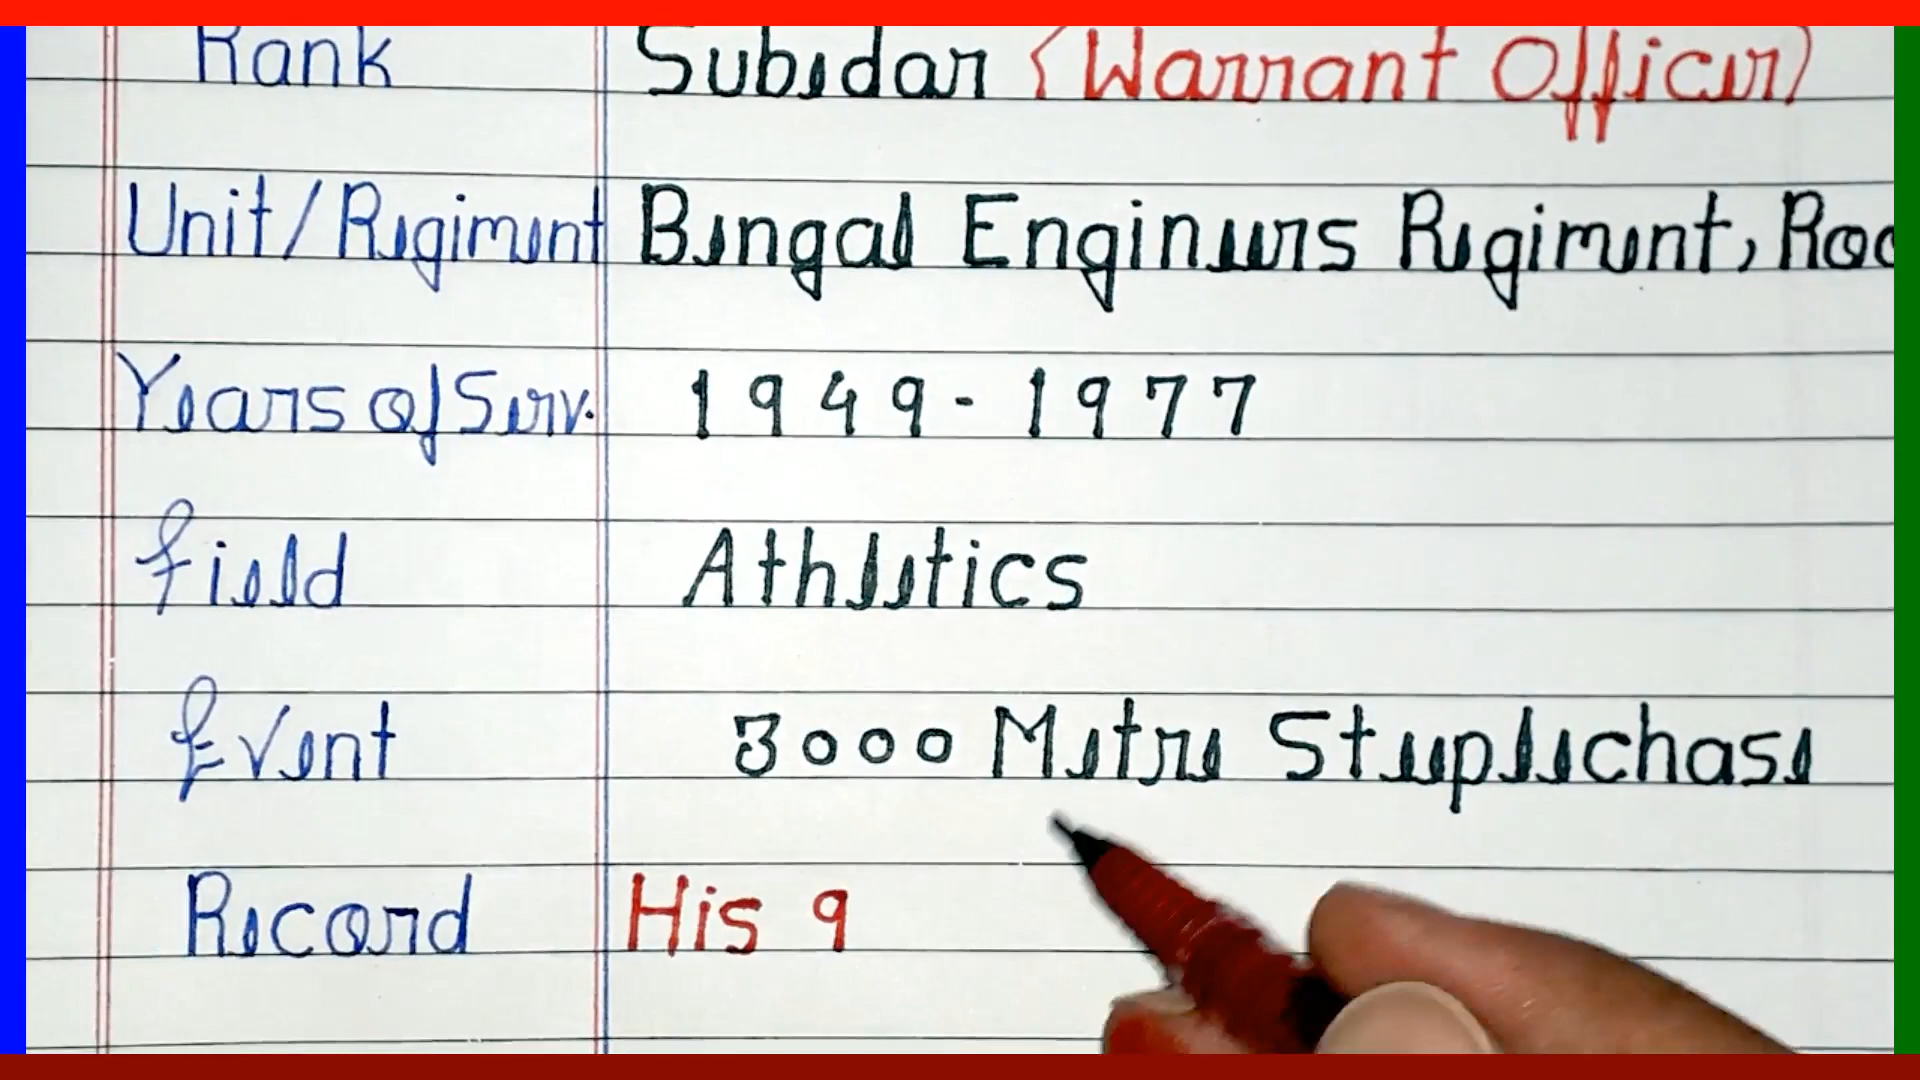 Rank Subedar (Warrant Officer)
Unit/Regiment Bengal Engineers Regiment, Roo
Years of Serv. 1949-1977
Field Athletics
Event 3000 Metre Steeplechase
Record His 9